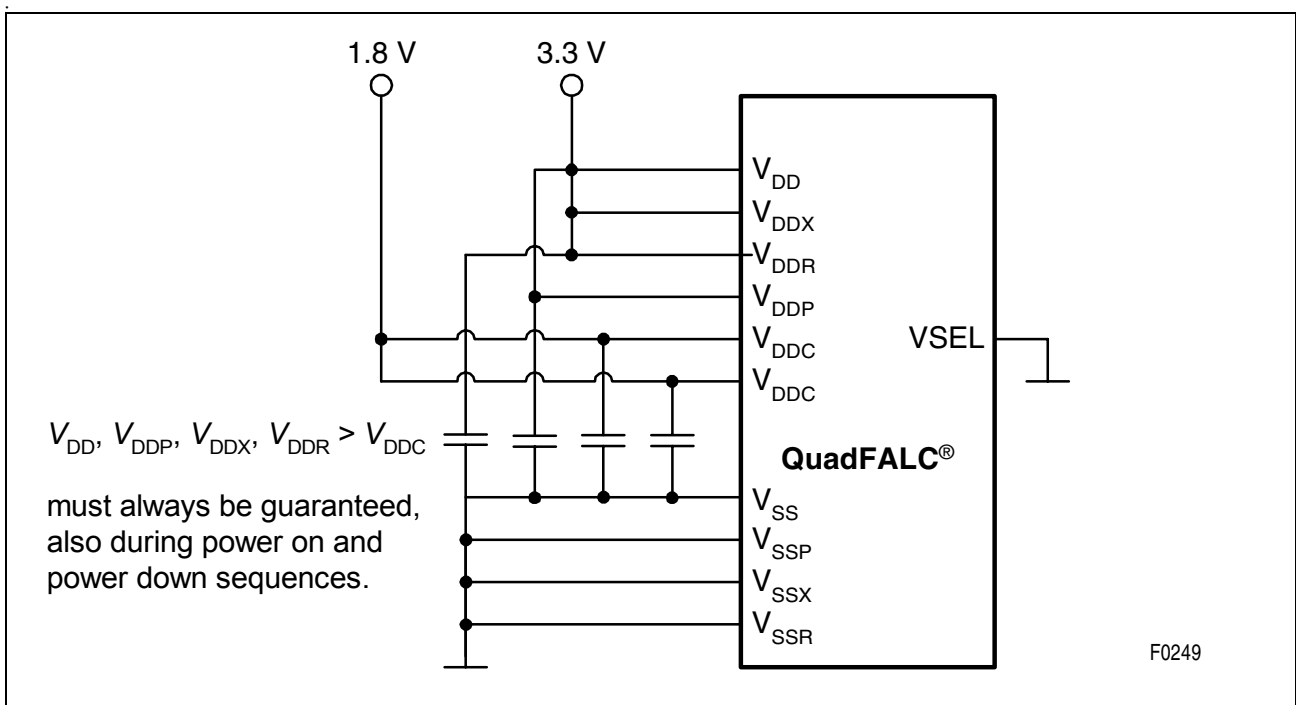 1.8 V
3.3 V
VDD
VDDX
VDDR
VDDP
VDDC
VDDC
VSEL
VDD, VDDP, VDDX, VDDR > VDDC
must always be guaranteed,
also during power on and
power down sequences.
QuadFALC®
VSS
VSSP
VSSX
VSSR
F0249